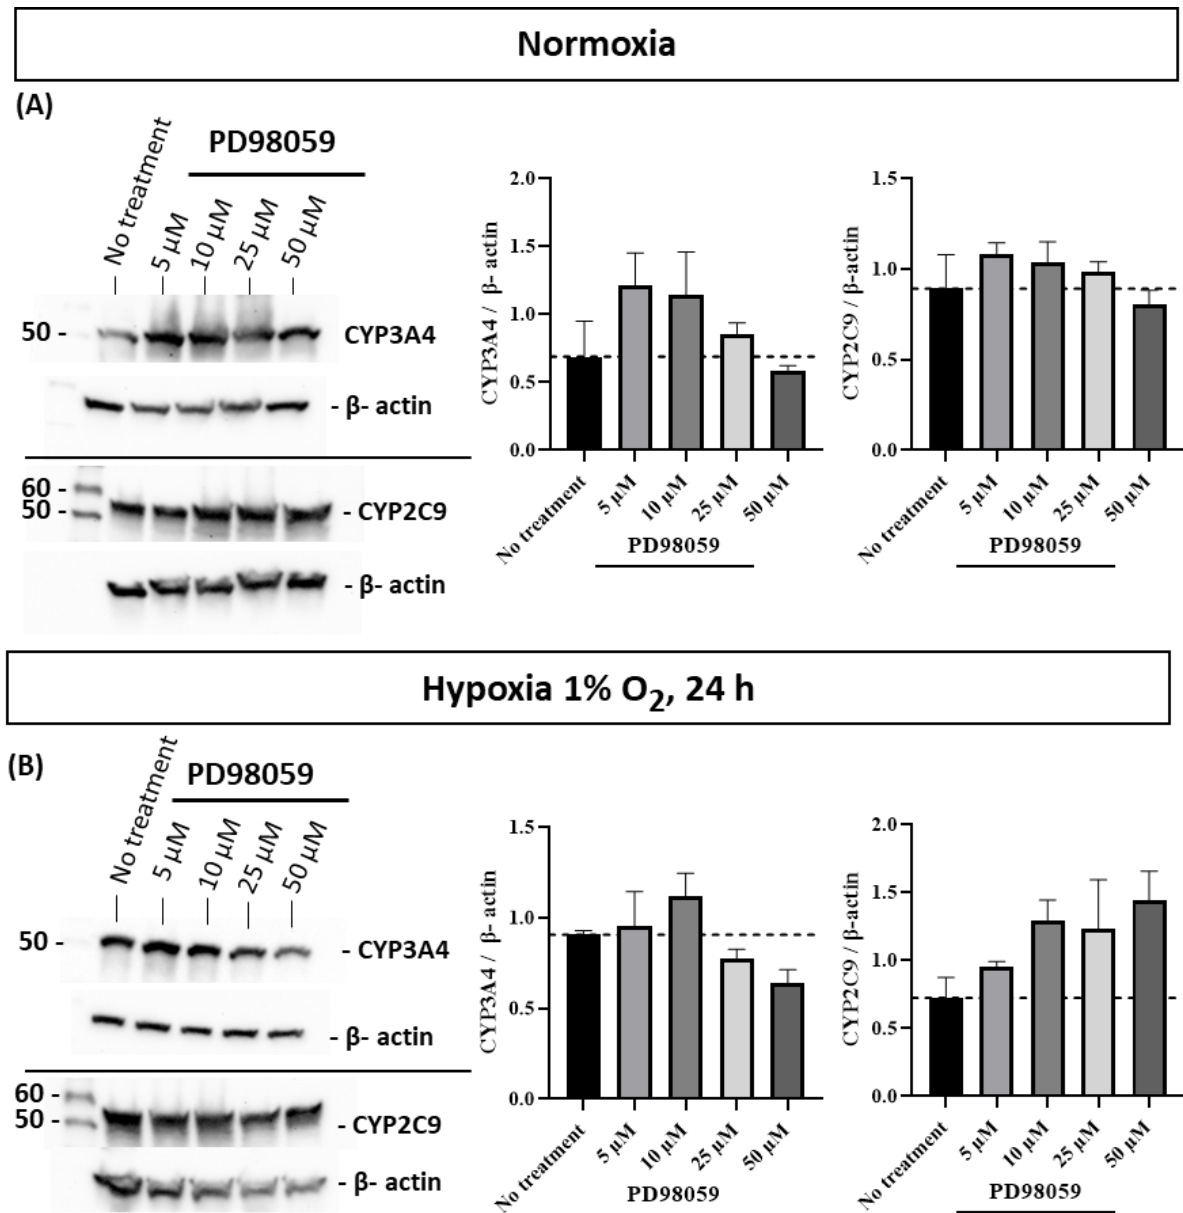 Normoxia
(A)
PD98059
No treatment
5 µM
10 µM
25 µM
50 µM
50 -
CYP3A4
- β- actin
60 -
50 -
- CYP2C9
- β- actin
CYP3A4 / β- actin
2.0
1.5
1.0
0.5
0.0
No treatment
5 µM
10 µM
25 µM
50 µM
PD98059
CYP2C9 / β-actin
1.5
1.0
0.5
0.0
No treatment
5 µM
10 µM
25 µM
50 µM
PD98059
Hypoxia 1% O2, 24 h
(B)
PD98059
No treatment
5 µM
10 µM
25 µM
50 µM
50 -
- CYP3A4
- β- actin
60 -
50 -
- CYP2C9
- β- actin
CYP3A4 / β- actin
1.5
1.0
0.5
0.0
No treatment
5 µM
10 µM
25 µM
50 µM
PD98059
CYP2C9 / β-actin
2.0
1.5
1.0
0.5
0.0
No treatment
5 µM
10 µM
25 µM
50 µM
PD98059